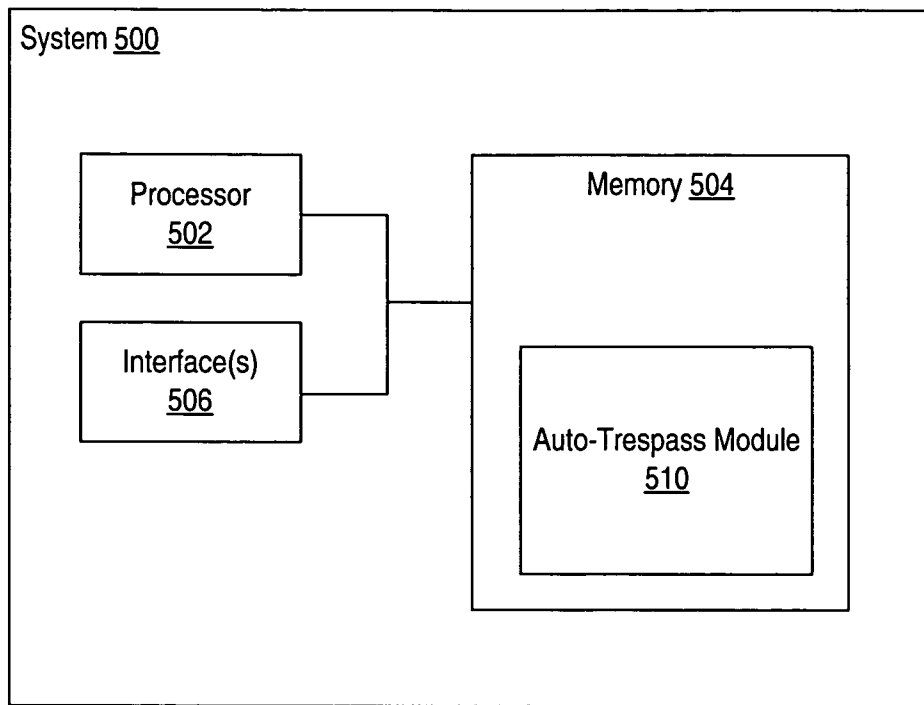 System 500
Processor
502
Memory 504
Interface(s)
506
Auto-Trespass Module
510